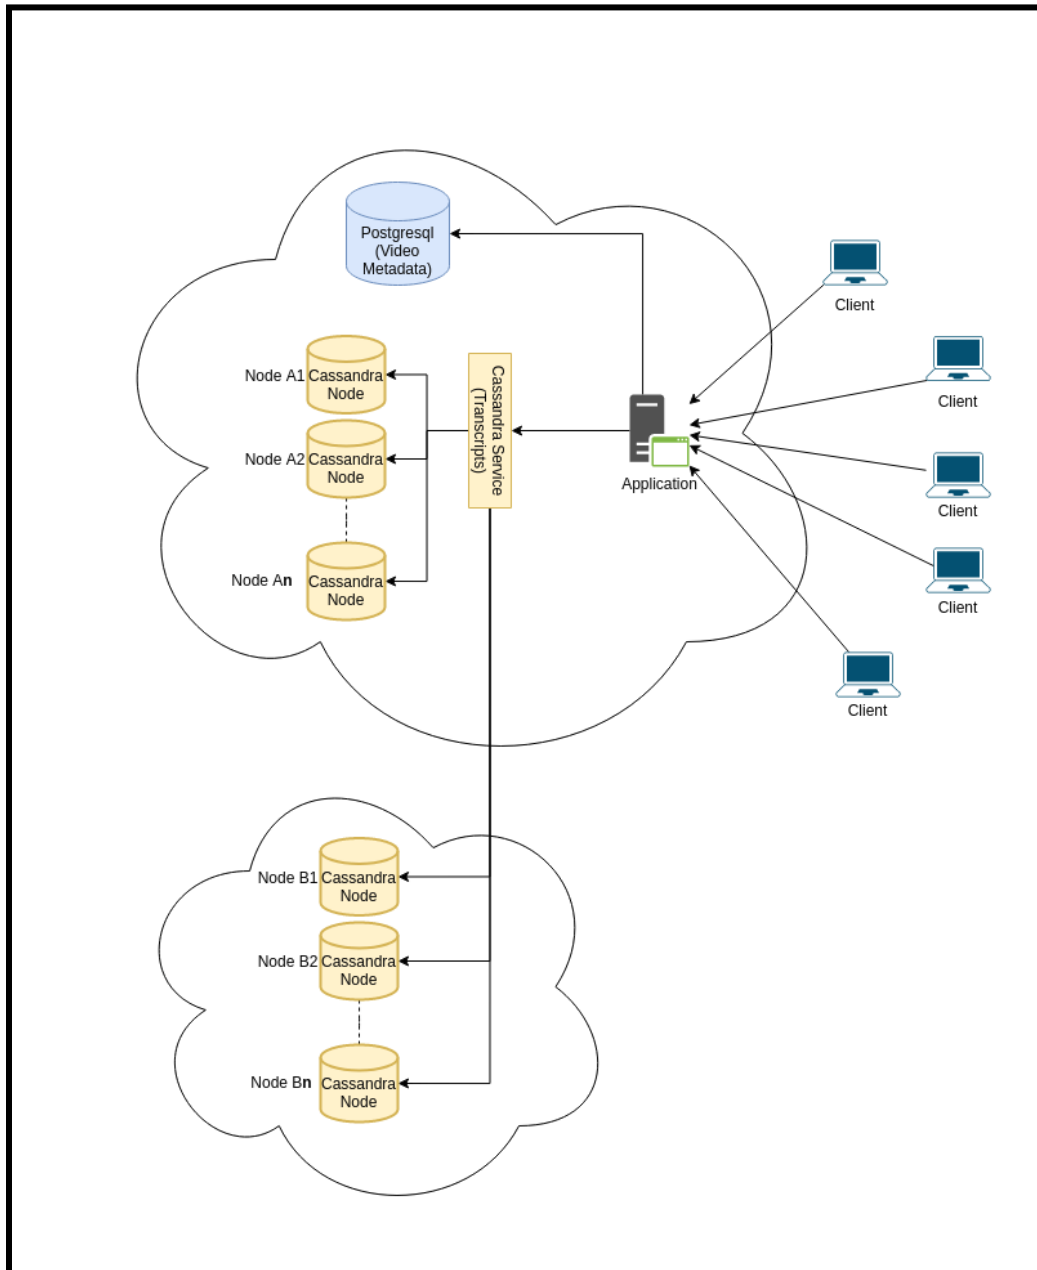 Postgresql
(Video
Metadata)
Client
Node A1
Cassandra
Node
Cassandra Service
(Transcripts)
Client
Node A2
Cassandra
Node
Application
Client
Node An
Cassandra
Node
Client
Client
Node B1
Cassandra
Node
Node B2
Cassandra
Node
Node Bn
Cassandra
Node